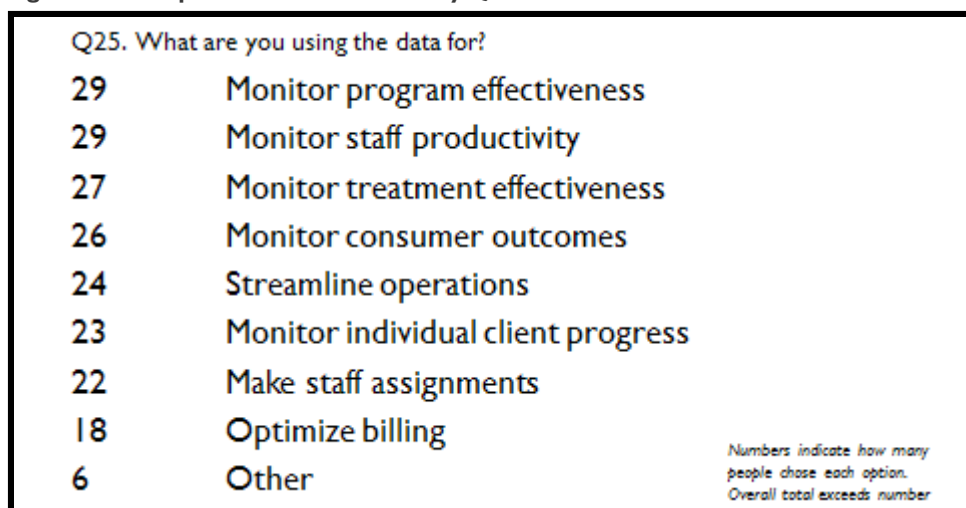 Q25. What are you using the data for?
29 Monitor program effectiveness
29 Monitor staff productivity
27 Monitor treatment effectiveness
26 Monitor consumer outcomes
24 Streamline operations
23 Monitor individual client progress
22 Make staff assignments
18 Optimize billing
6 Other
Numbers indicate how many
people chose each option.
Overall total exceeds number